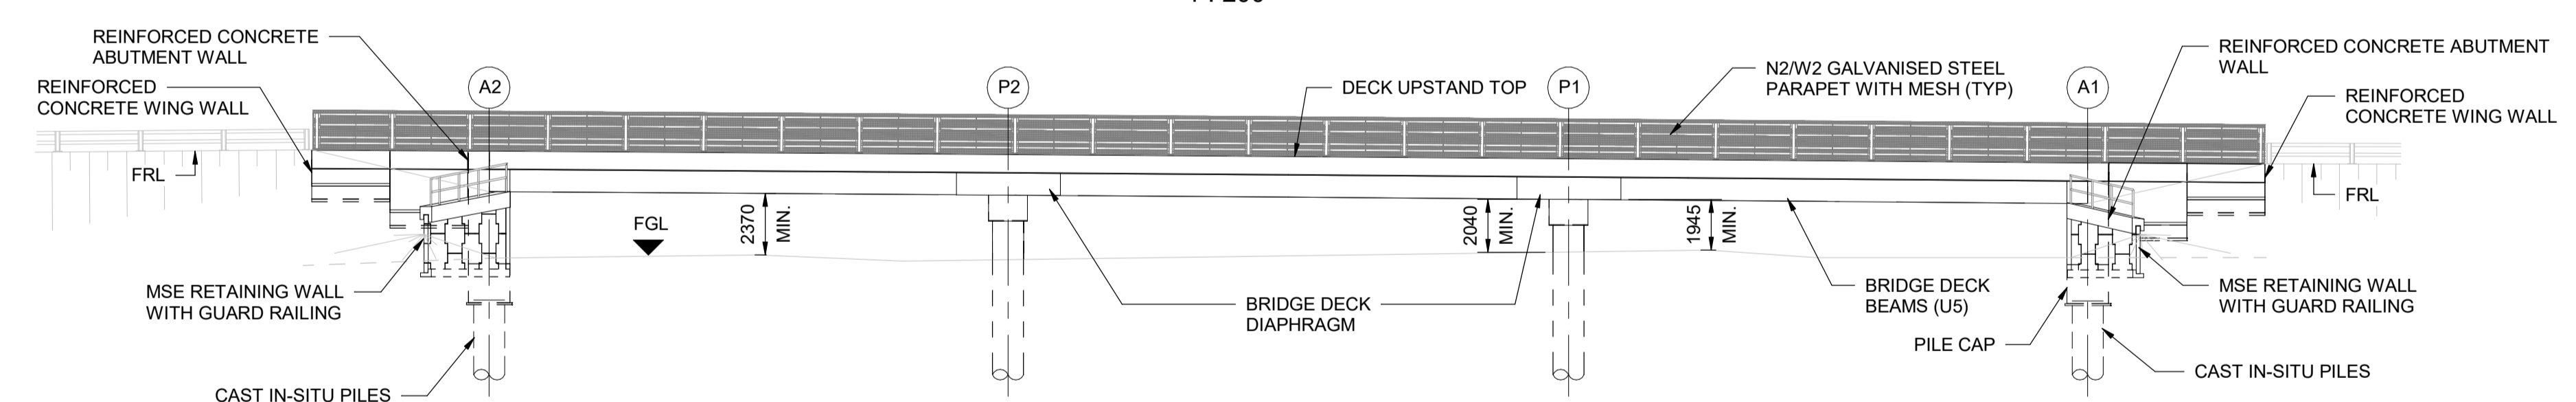 REINFORCED CONCRETE
ABUTMENT WALL
REINFORCED
CONCRETE WING WALL
A2
P2
DECK UPSTAND TOP
P1
N2/W2 GALVANISED STEEL
PARAPET WITH MESH (TYP)
A1
REINFORCED CONCRETE ABUTMENT
WALL
REINFORCED
CONCRETE WING WALL
FRL
FGL
2370
MIN.
2040
MIN.
1945
MIN.
FRL
MSE RETAINING WALL
WITH GUARD RAILING
BRIDGE DECK
DIAPHRAGM
BRIDGE DECK
BEAMS (U5)
MSE RETAINING WALL
WITH GUARD RAILING
PILE CAP
CAST IN-SITU PILES
CAST IN-SITU PILES